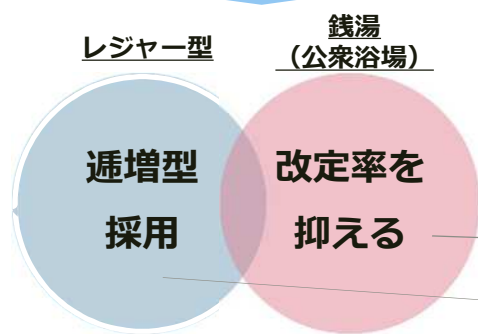 レジャー型
銭湯
（公衆浴場）
逓増型
採用
改定率を
抑える